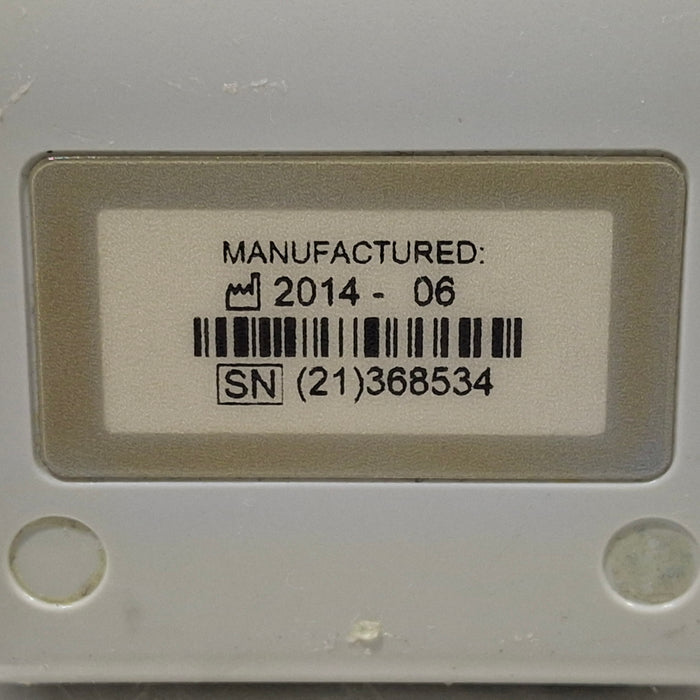 MANUFACTURED:
2014 - 06
SN (21)368534